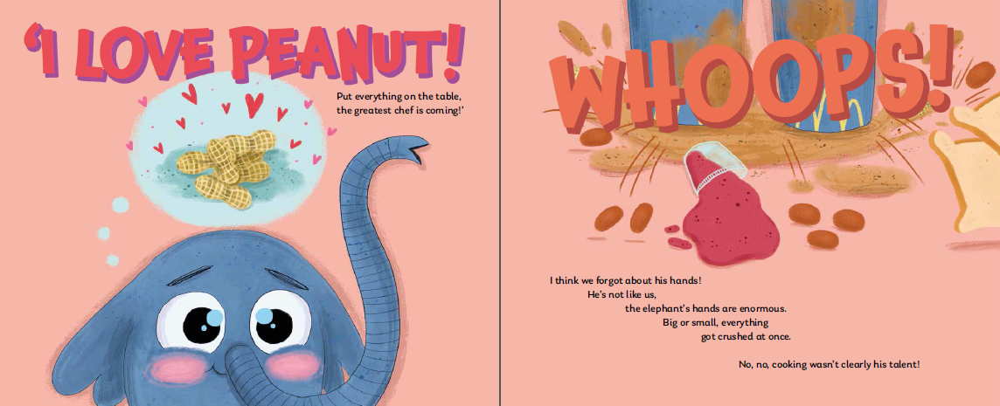 ‘I LOVE PEANUT!
Put everything on the table,
the greatest chef is coming!’
WHOOPS!
I think we forgot about his hands!
He’s not like us,
the elephant’s hands are enormous.
Big or small, everything
got crushed at once.
No, no, cooking wasn’t clearly his talent!